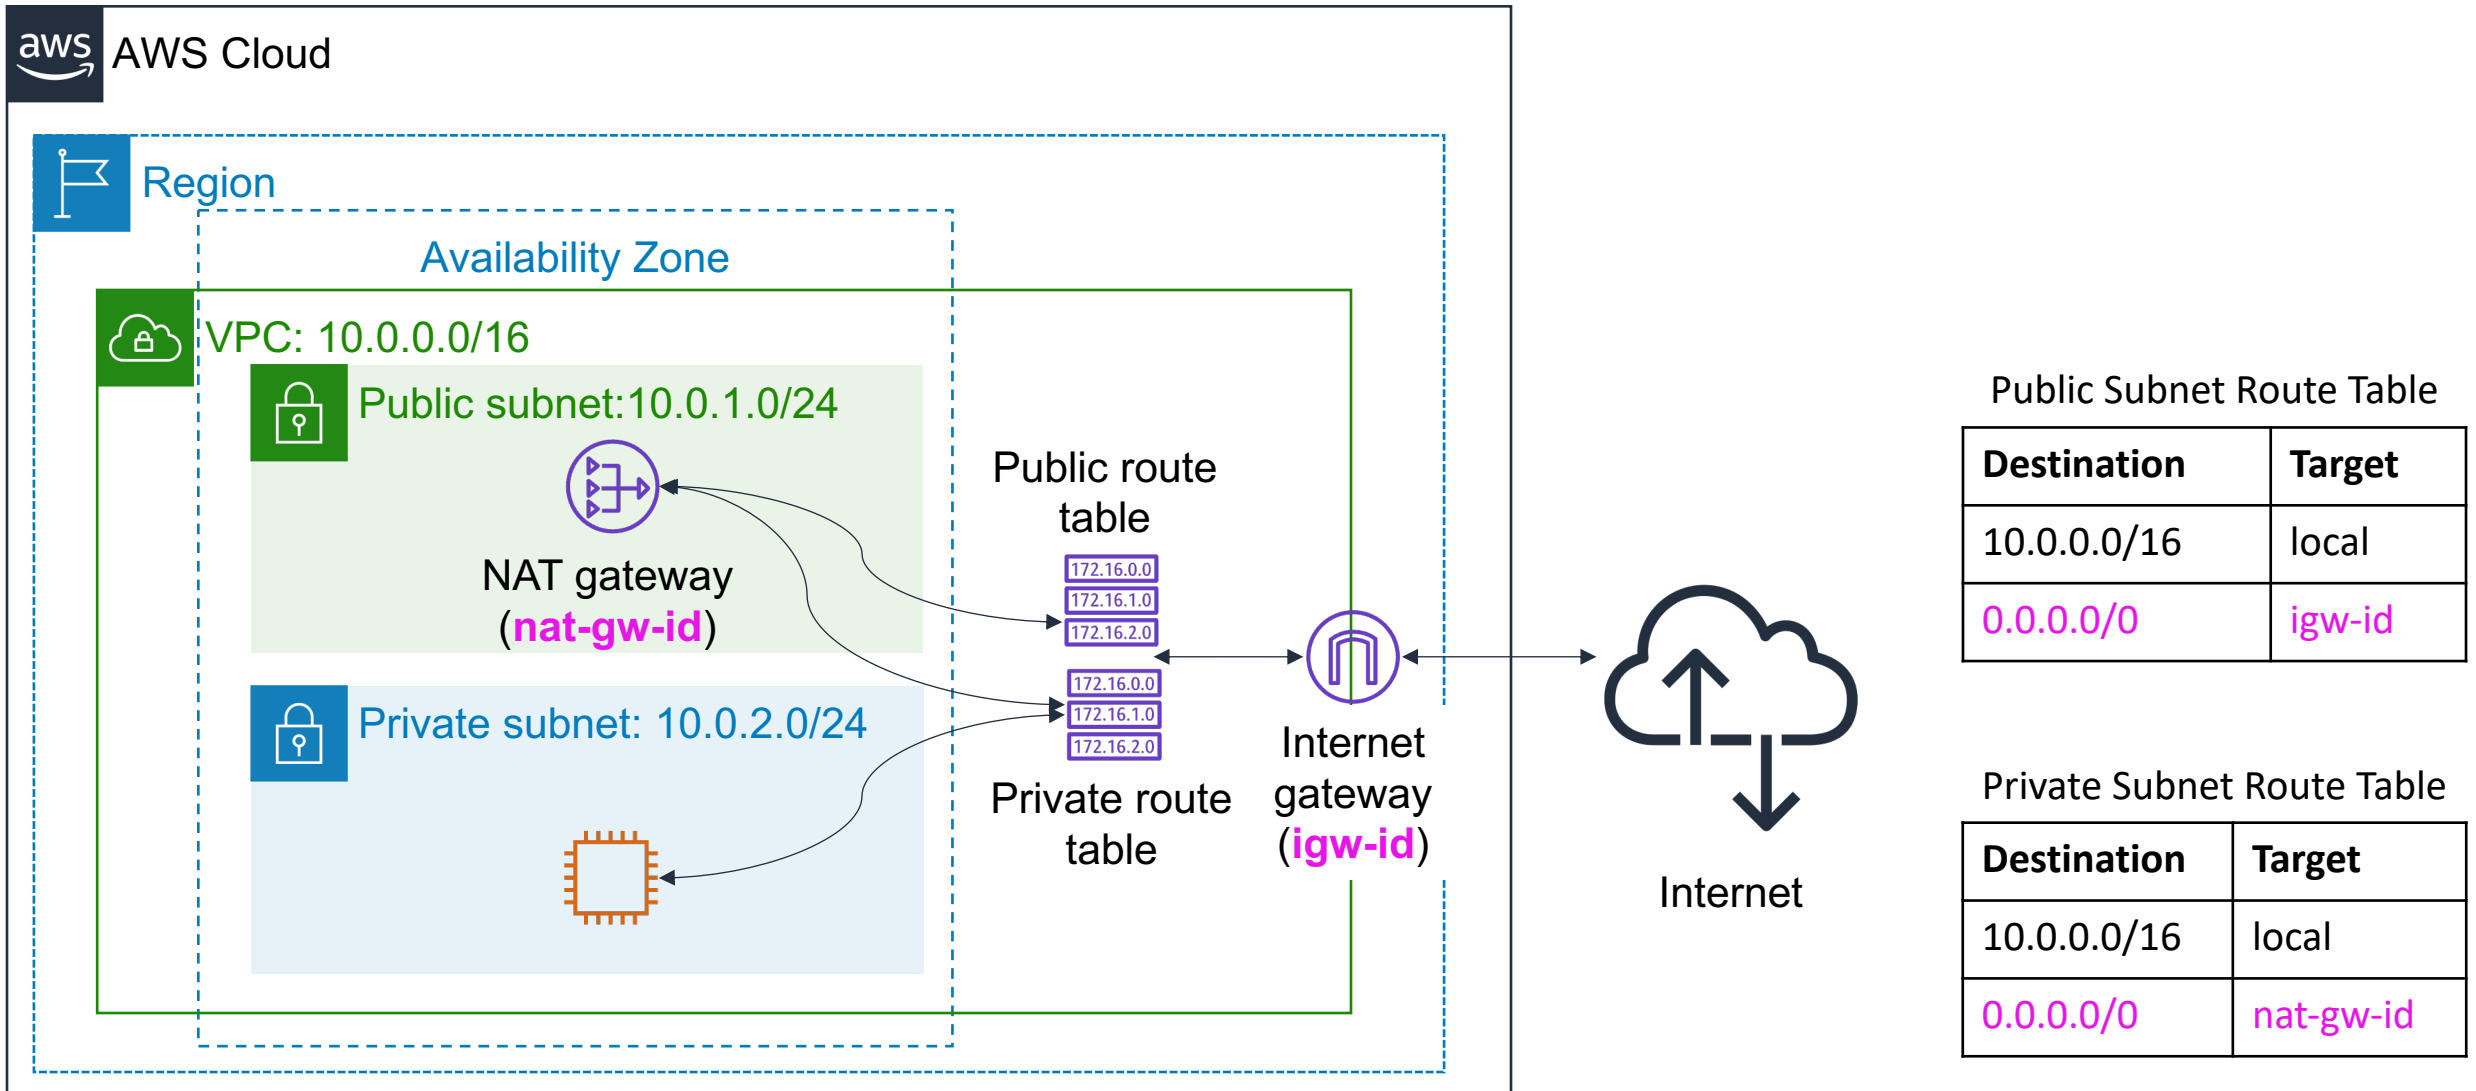 aws
AWS Cloud
Region
Availability Zone
VPC: 10.0.0.0/16
Public subnet:10.0.1.0/24
NAT gateway
(nat-gw-id)
Private subnet: 10.0.2.0/24
Public route
table
172.16.0.0
172.16.1.0
172.16.2.0
172.16.0.0
172.16.1.0
172.16.2.0
Private route
table
Internet
gateway
(igw-id)
Internet
Public Subnet Route Table
Destination Target
10.0.0.0/16 local
0.0.0.0/0 igw-id
Private Subnet Route Table
Destination Target
10.0.0.0/16 local
0.0.0.0/0 nat-gw-id